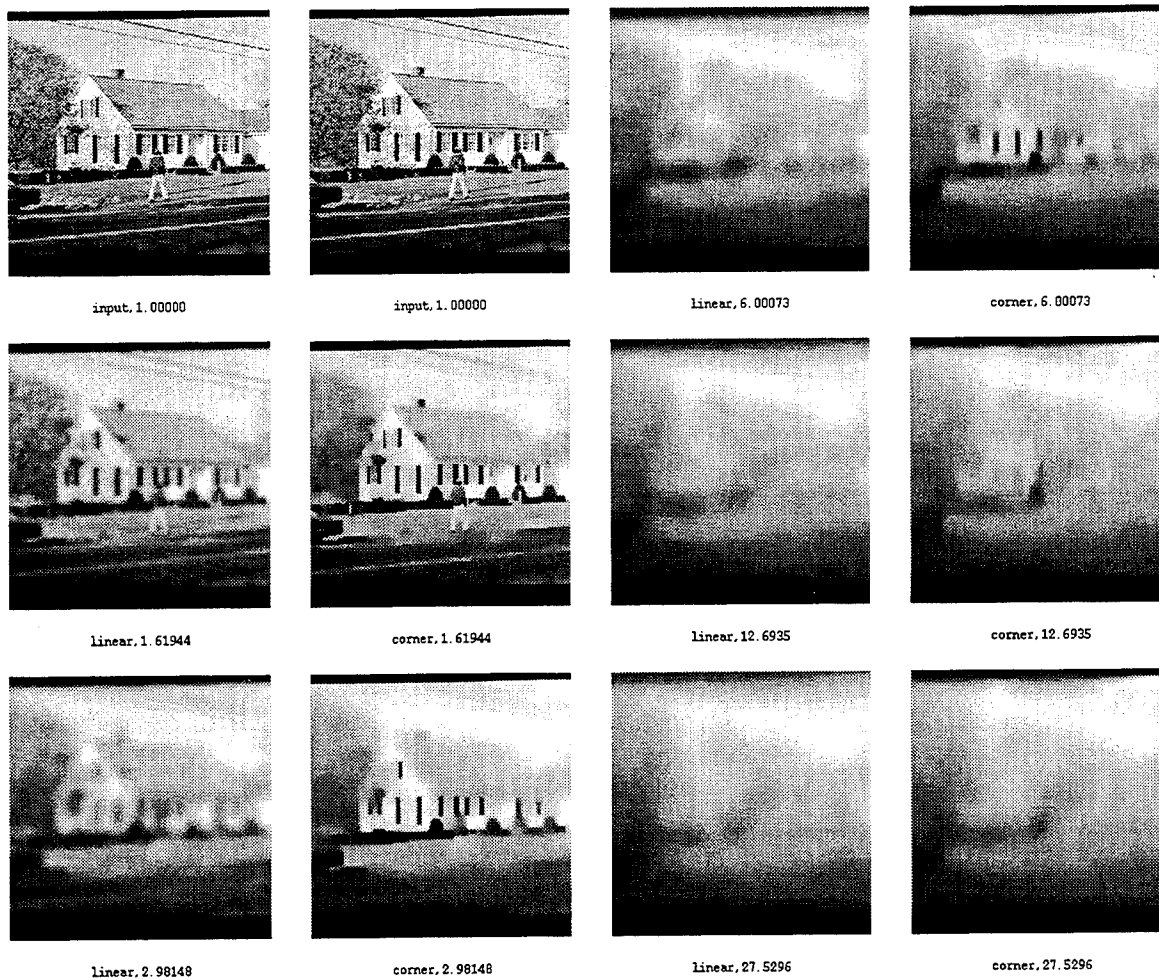 input,1.00000
input,1.00000
linear,6.00073
corner,6.00073
linear,1.61944
corner,1.61944
linear,12.6935
corner,12.6935
linear,2.98148
corner,2.98148
linear,27.5296
corner,27.5296